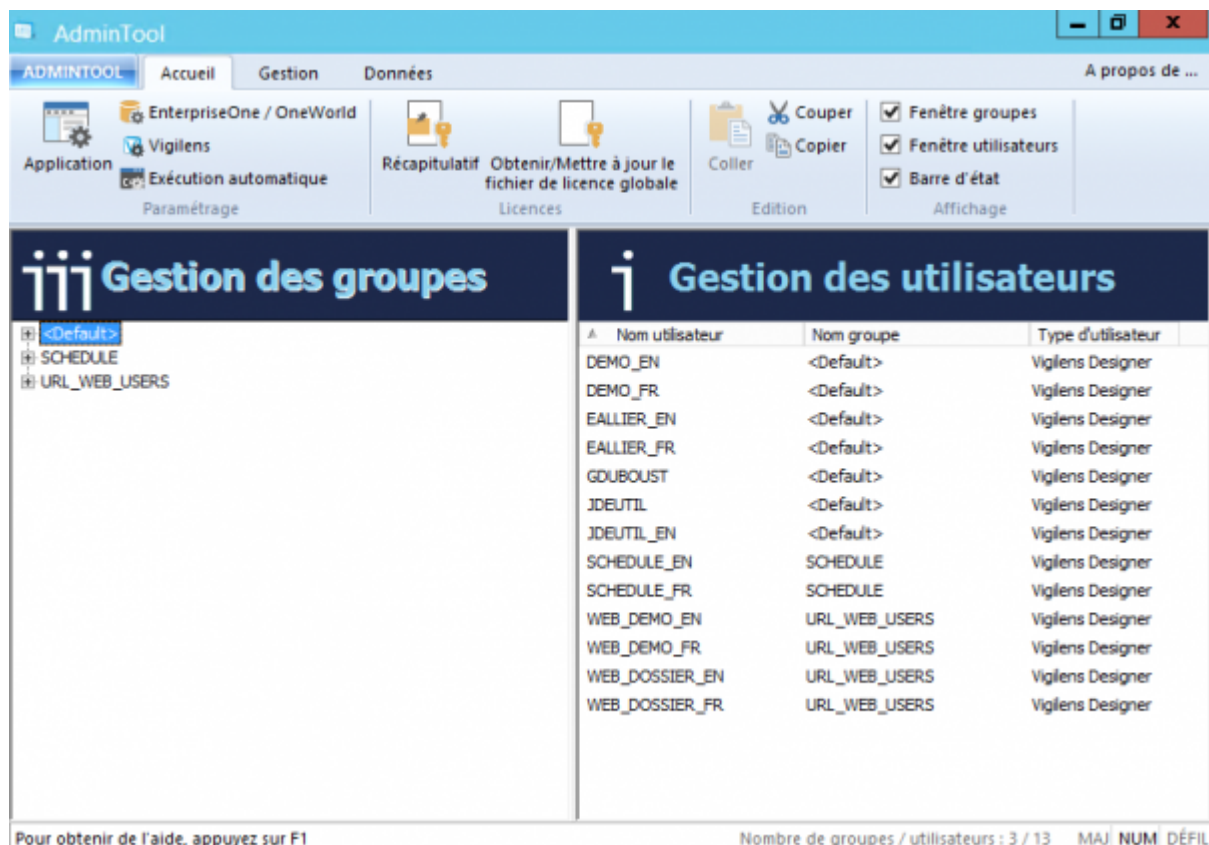 AdminTool
ADMINTOOL Accueil Gestion Données A propos de ...
Application
EnterpriseOne / OneWorld
Vigilens
Exécution automatique
Paramétrage
Récapitulatif
Obtenir/Mettre à jour le
fichier de licence globale
Licences
Coller
Couper
Copier
Edition
Fenêtre groupes
Fenêtre utilisateurs
Barre d'état
Affichage
Gestion des groupes
<Default>
SCHEDULE
URL_WEB_USERS
Gestion des utilisateurs
Nom utilisateur Nom groupe Type d'utilisateur
DEMO_EN <Default> Vigilens Designer
DEMO_FR <Default> Vigilens Designer
EALLIER_EN <Default> Vigilens Designer
EALLIER_FR <Default> Vigilens Designer
GDUBOUST <Default> Vigilens Designer
JDEUTIL <Default> Vigilens Designer
JDEUTIL_EN <Default> Vigilens Designer
SCHEDULE_EN SCHEDULE Vigilens Designer
SCHEDULE_FR SCHEDULE Vigilens Designer
WEB_DEMO_EN URL_WEB_USERS Vigilens Designer
WEB_DEMO_FR URL_WEB_USERS Vigilens Designer
WEB_DOSSIER_EN URL_WEB_USERS Vigilens Designer
WEB_DOSSIER_FR URL_WEB_USERS Vigilens Designer
Pour obtenir de l'aide, appuyez sur F1 Nombre de groupes / utilisateurs : 3 / 13 MAJ NUM DÉFIL